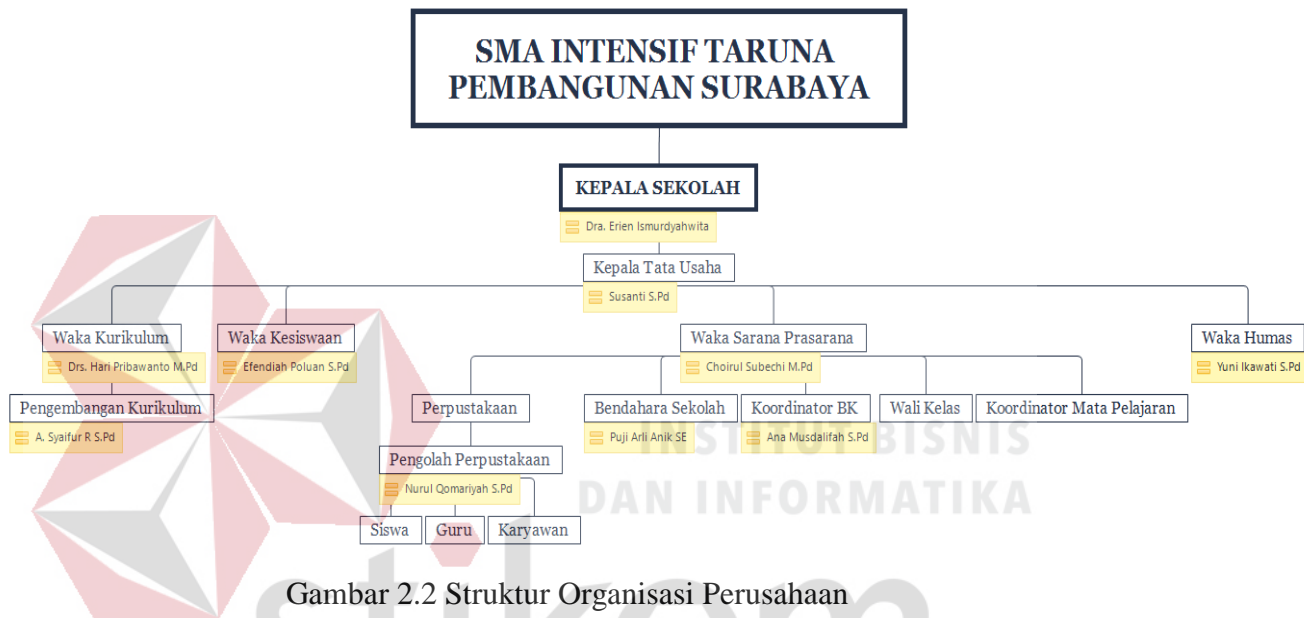 SMA INTENSIF TARUNA
PEMBANGUNAN SURABAYA
KEPALA SEKOLAH
Dra. Erien Ismurdyahwita
Kepala Tata Usaha
Susanti S.Pd
Waka Kurikulum
Drs. Hari Pribawanto M.Pd
Waka Kesiswaan
Efendiah Poluan S.Pd
Waka Sarana Prasarana
Choirul Subechi M.Pd
Waka Humas
Yuni Ikawati S.Pd
Pengembangan Kurikulum
A. Syaifur R S.Pd
Perpustakaan
Bendahara Sekolah
Puji Arli Anik SE
Koordinator BK
Ana Musdalifah S.Pd
Wali Kelas
Koordinator Mata Pelajaran
Pengolah Perpustakaan
Nurul Qomariyah S.Pd
Siswa
Guru
Karyawan
INSTITUT BISNIS
DAN INFORMATIKA
stikom
Gambar 2.2 Struktur Organisasi Perusahaan